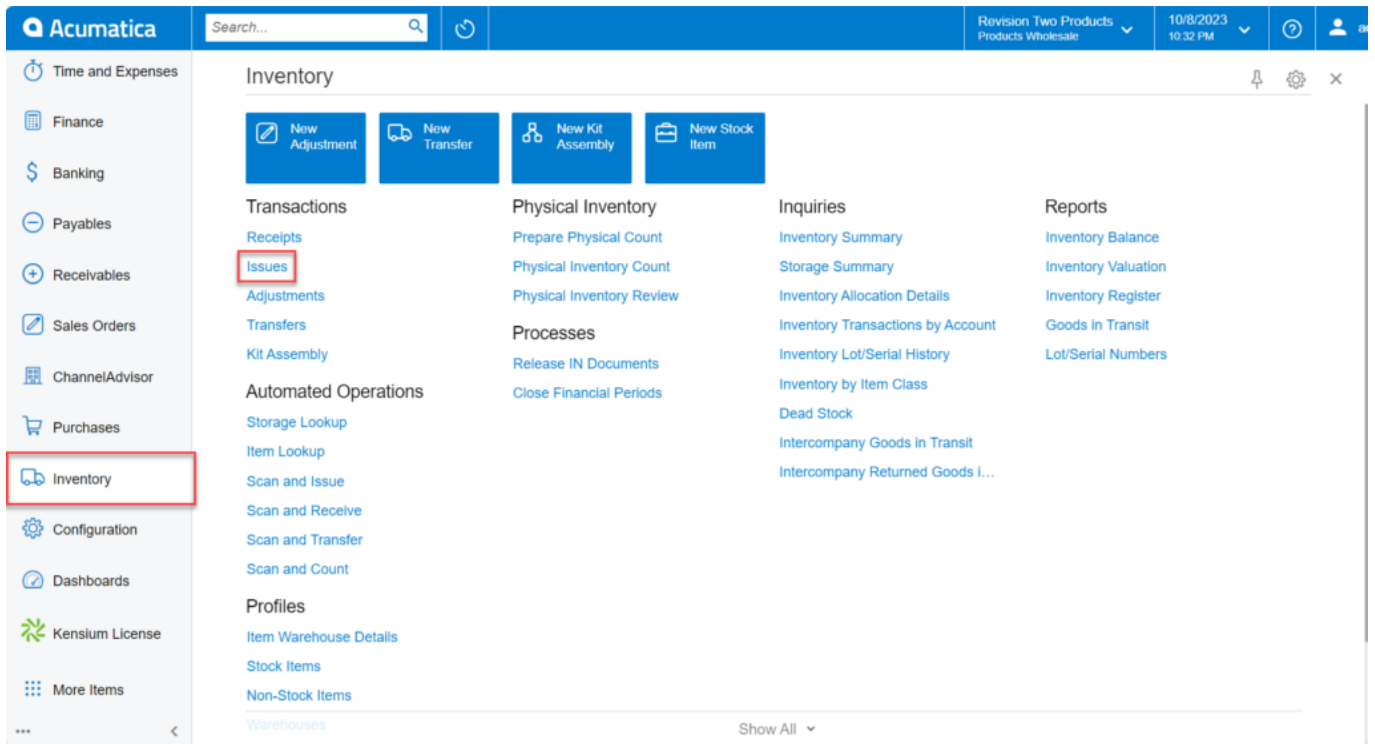 Acumatica
Search...
Revision Two Products
Products Wholesale
10/8/2023
10:32 PM
Time and Expenses
Finance
Banking
Payables
Receivables
Sales Orders
ChannelAdvisor
Purchases
Inventory
Configuration
Dashboards
Kensium License
More Items
Inventory
New
Adjustment
New
Transfer
New Kit
Assembly
New Stock
Item
Transactions
Receipts
Issues
Adjustments
Transfers
Kit Assembly
Automated Operations
Storage Lookup
Item Lookup
Scan and Issue
Scan and Receive
Scan and Transfer
Scan and Count
Profiles
Item Warehouse Details
Stock Items
Non-Stock Items
Warehouses
Physical Inventory
Prepare Physical Count
Physical Inventory Count
Physical Inventory Review
Processes
Release IN Documents
Close Financial Periods
Inquiries
Inventory Summary
Storage Summary
Inventory Allocation Details
Inventory Transactions by Account
Inventory Lot/Serial History
Inventory by Item Class
Dead Stock
Intercompany Goods in Transit
Intercompany Returned Goods i...
Reports
Inventory Balance
Inventory Valuation
Inventory Register
Goods in Transit
Lot/Serial Numbers
Show All